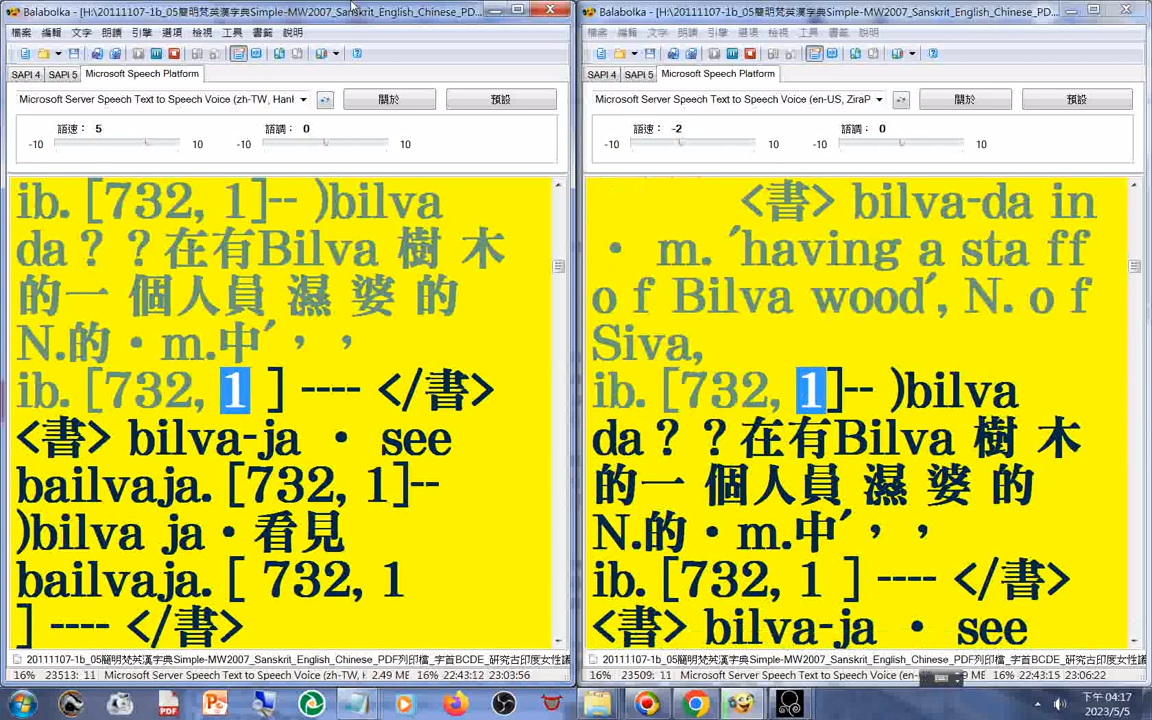 Balabolka - [H:\20111107-1b_05簡明梵英漢字典Simple-MW2007_Sanskrit_English_Chinese_PD...
檔案 編輯 文字 朗讀 引擎 選項 檢視 工具 書籤 說明
SAPI 4 SAPI 5 Microsoft Speech Platform
Microsoft Server Speech Text to Speech Voice (zh-TW, Hanl
關於 預設
語速： 5 語調： 0
-10 10 -10 10
ib. [732, 1]-- )bilva
da？？在有Bilva 樹 木
的一 個人員 濕 婆 的
N.的・m.中′，，
ib. [732, 1 ] ---- </書>
<書> bilva-ja • see
bailvaja. [732, 1]--
)bilva ja・看見
bailvaja. [ 732, 1
] ---- </書>
20111107-1b_05簡明梵英漢字典Simple-MW2007_Sanskrit_English_Chinese_PDF列印檔_字首BCDE_研究古印度女性議
16% 23513: 11 Microsoft Server Speech Text to Speech Voice (zh-TW, H 2.49 MB 16% 22:43:12 23:03:56
Balabolka - [H:\20111107-1b_05簡明梵英漢字典Simple-MW2007_Sanskrit_English_Chinese_PD...
檔案 編輯 文字 朗讀 引擎 選項 檢視 工具 書籤 說明
SAPI 4 SAPI 5 Microsoft Speech Platform
Microsoft Server Speech Text to Speech Voice (en-US, ZiraP
關於 預設
語速： -2 語調： 0
-10 10 -10 10
<書> bilva-da in
• m. ′having a sta ff
o f Bilva wood′, N. o f
Siva,
ib. [732, 1]-- )bilva
da？？在有Bilva 樹 木
的一 個人員 濕 婆 的
N.的・m.中′，，
ib. [732, 1 ] ---- </書>
<書> bilva-ja • see
20111107-1b_05簡明梵英漢字典Simple-MW2007_Sanskrit_English_Chinese_PDF列印檔_字首BCDE_研究古印度女性議
16% 23509: 11 Microsoft Server Speech Text to Speech Voice (en-US MB 16% 22:43:15 23:06:22
下午 04:17
2023/5/5